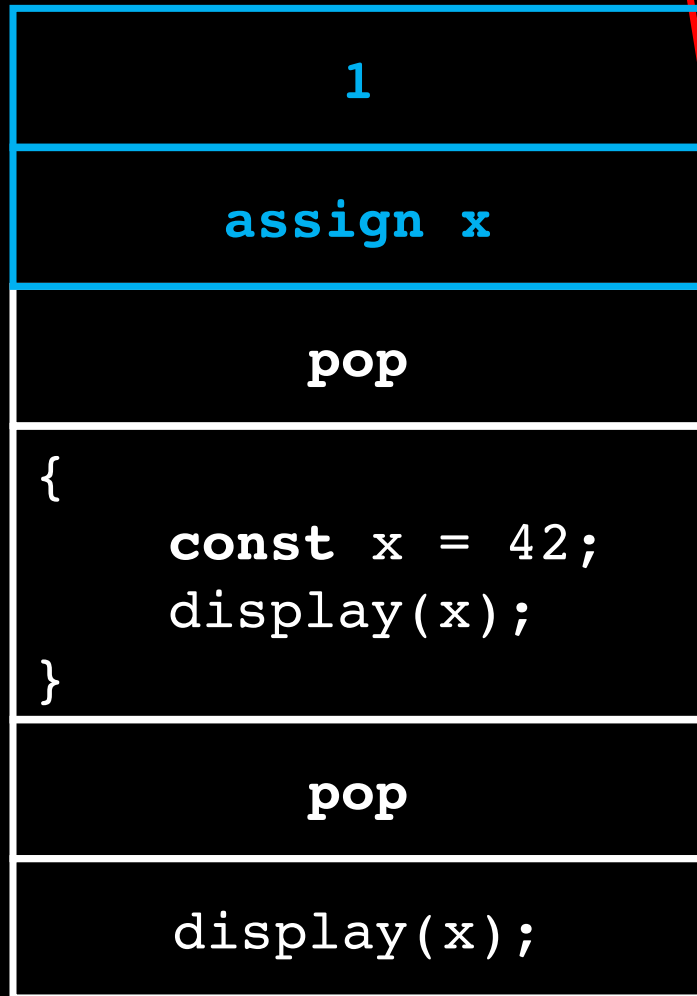 1
assign x
pop
{
    const x = 42;
    display(x);
}
pop
display(x);